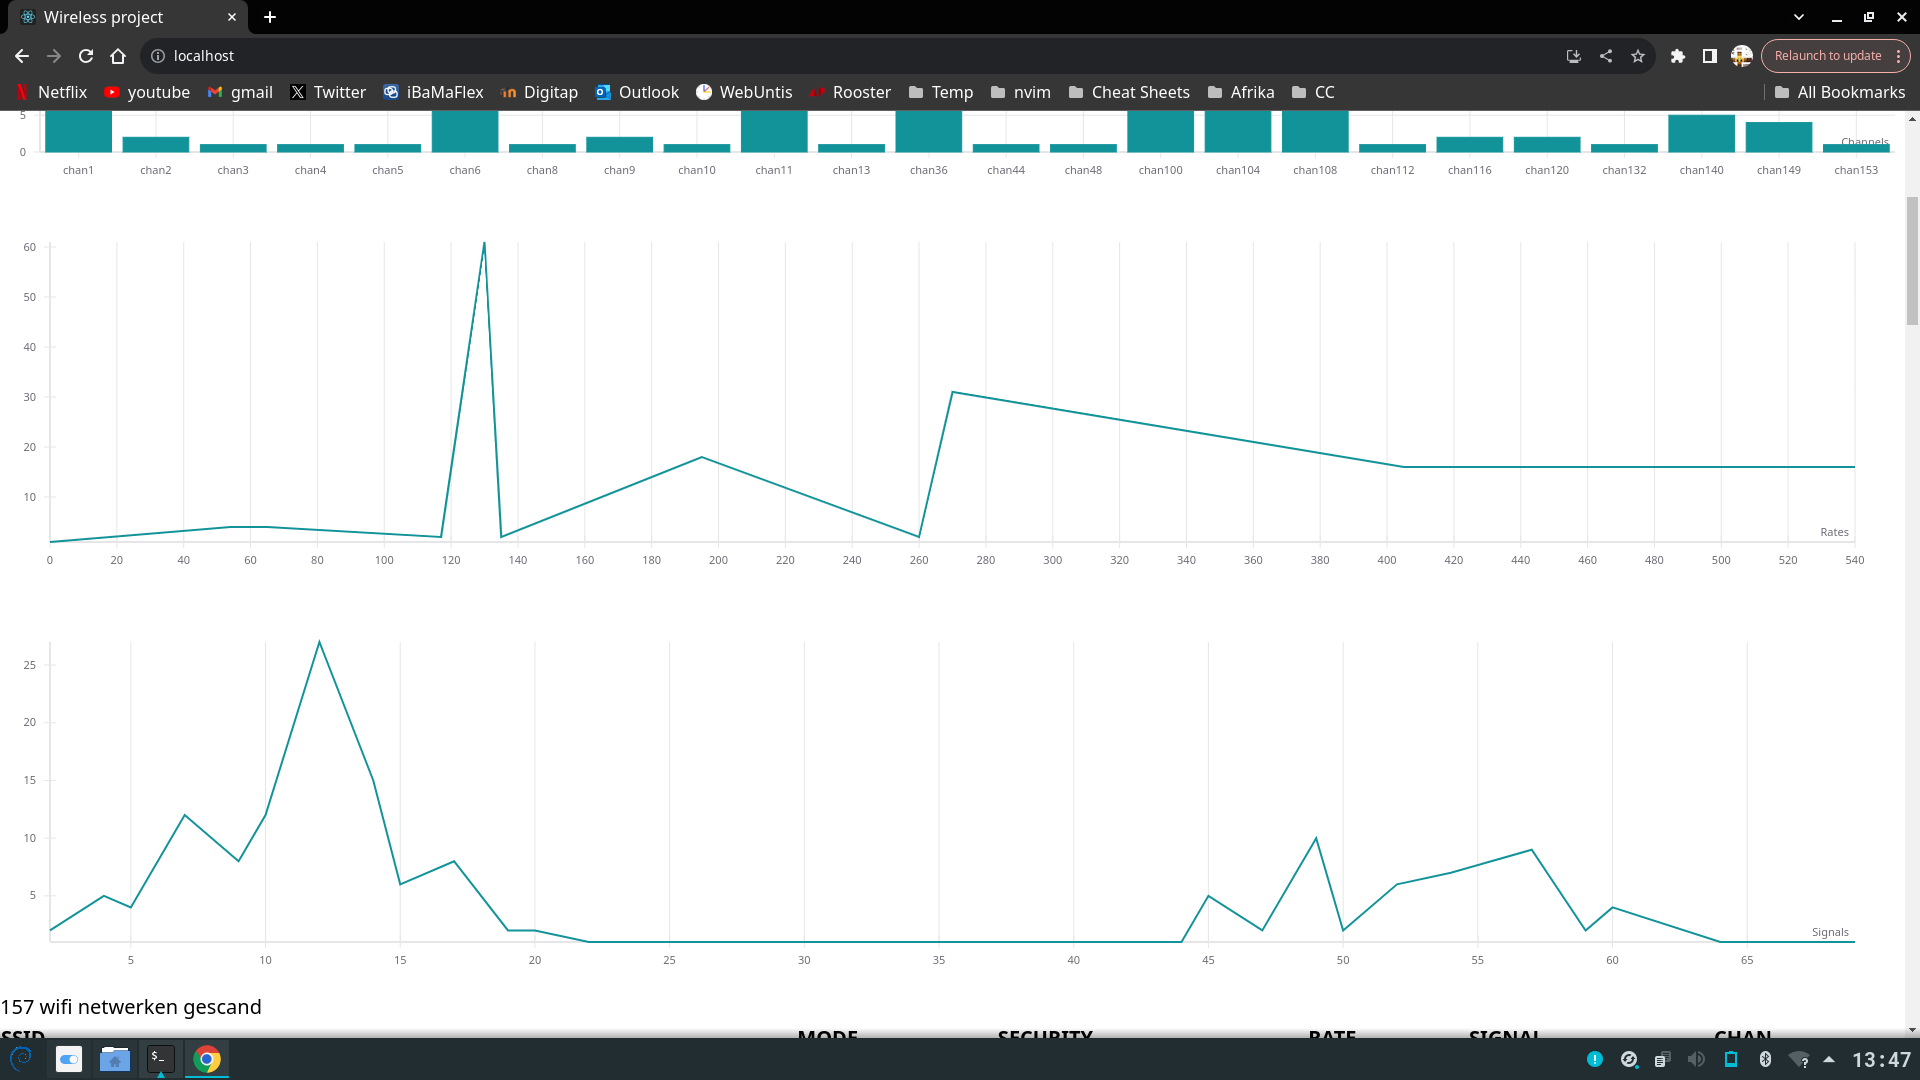 Wireless project
localhost
Relaunch to update
Netflix youtube gmail Twitter iBaMaFlex Digitap Outlook WebUntis Rooster Temp nvim Cheat Sheets Afrika CC All Bookmarks
5
0
Channels
chan1 chan2 chan3 chan4 chan5 chan6 chan8 chan9 chan10 chan11 chan13 chan36 chan44 chan48 chan100 chan104 chan108 chan112 chan116 chan120 chan132 chan140 chan149 chan153
60
50
40
30
20
10
Rates
0 20 40 60 80 100 120 140 160 180 200 220 240 260 280 300 320 340 360 380 400 420 440 460 480 500 520 540
25
20
15
10
5
Signals
5 10 15 20 25 30 35 40 45 50 55 60 65
157 wifi netwerken gescand
SSID MODE SECURITY RATE SIGNAL CHAN
13:47